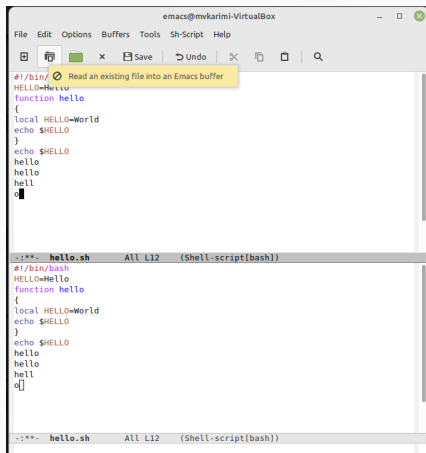 emacs@mvkarimi-VirtualBox
File Edit Options Buffers Tools Sh-Script Help
Save Undo
Read an existing file into an Emacs buffer
#!/bin/
HELLO=Hello
function hello
{
local HELLO=World
echo $HELLO
}
echo $HELLO
hello
hello
hell
o
-:**- hello.sh All L12 (Shell-script[bash])
#!/bin/bash
HELLO=Hello
function hello
{
local HELLO=World
echo $HELLO
}
echo $HELLO
hello
hello
hell
o
-:**- hello.sh All L12 (Shell-script[bash])